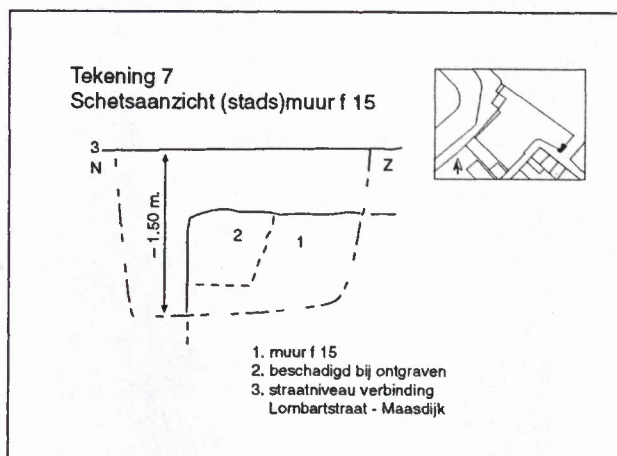 Tekening 7
Schetsaanzicht (stads)muur f 15
3
N
Z
– 1.50 m.
2
1
1. muur f 15
2. beschadigd bij ontgraven
3. straatniveau verbinding
Lombartstraat - Maasdijk